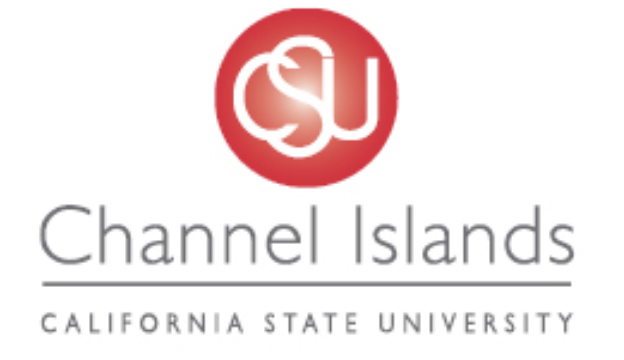 CSU
Channel Islands
CALIFORNIA STATE UNIVERSITY